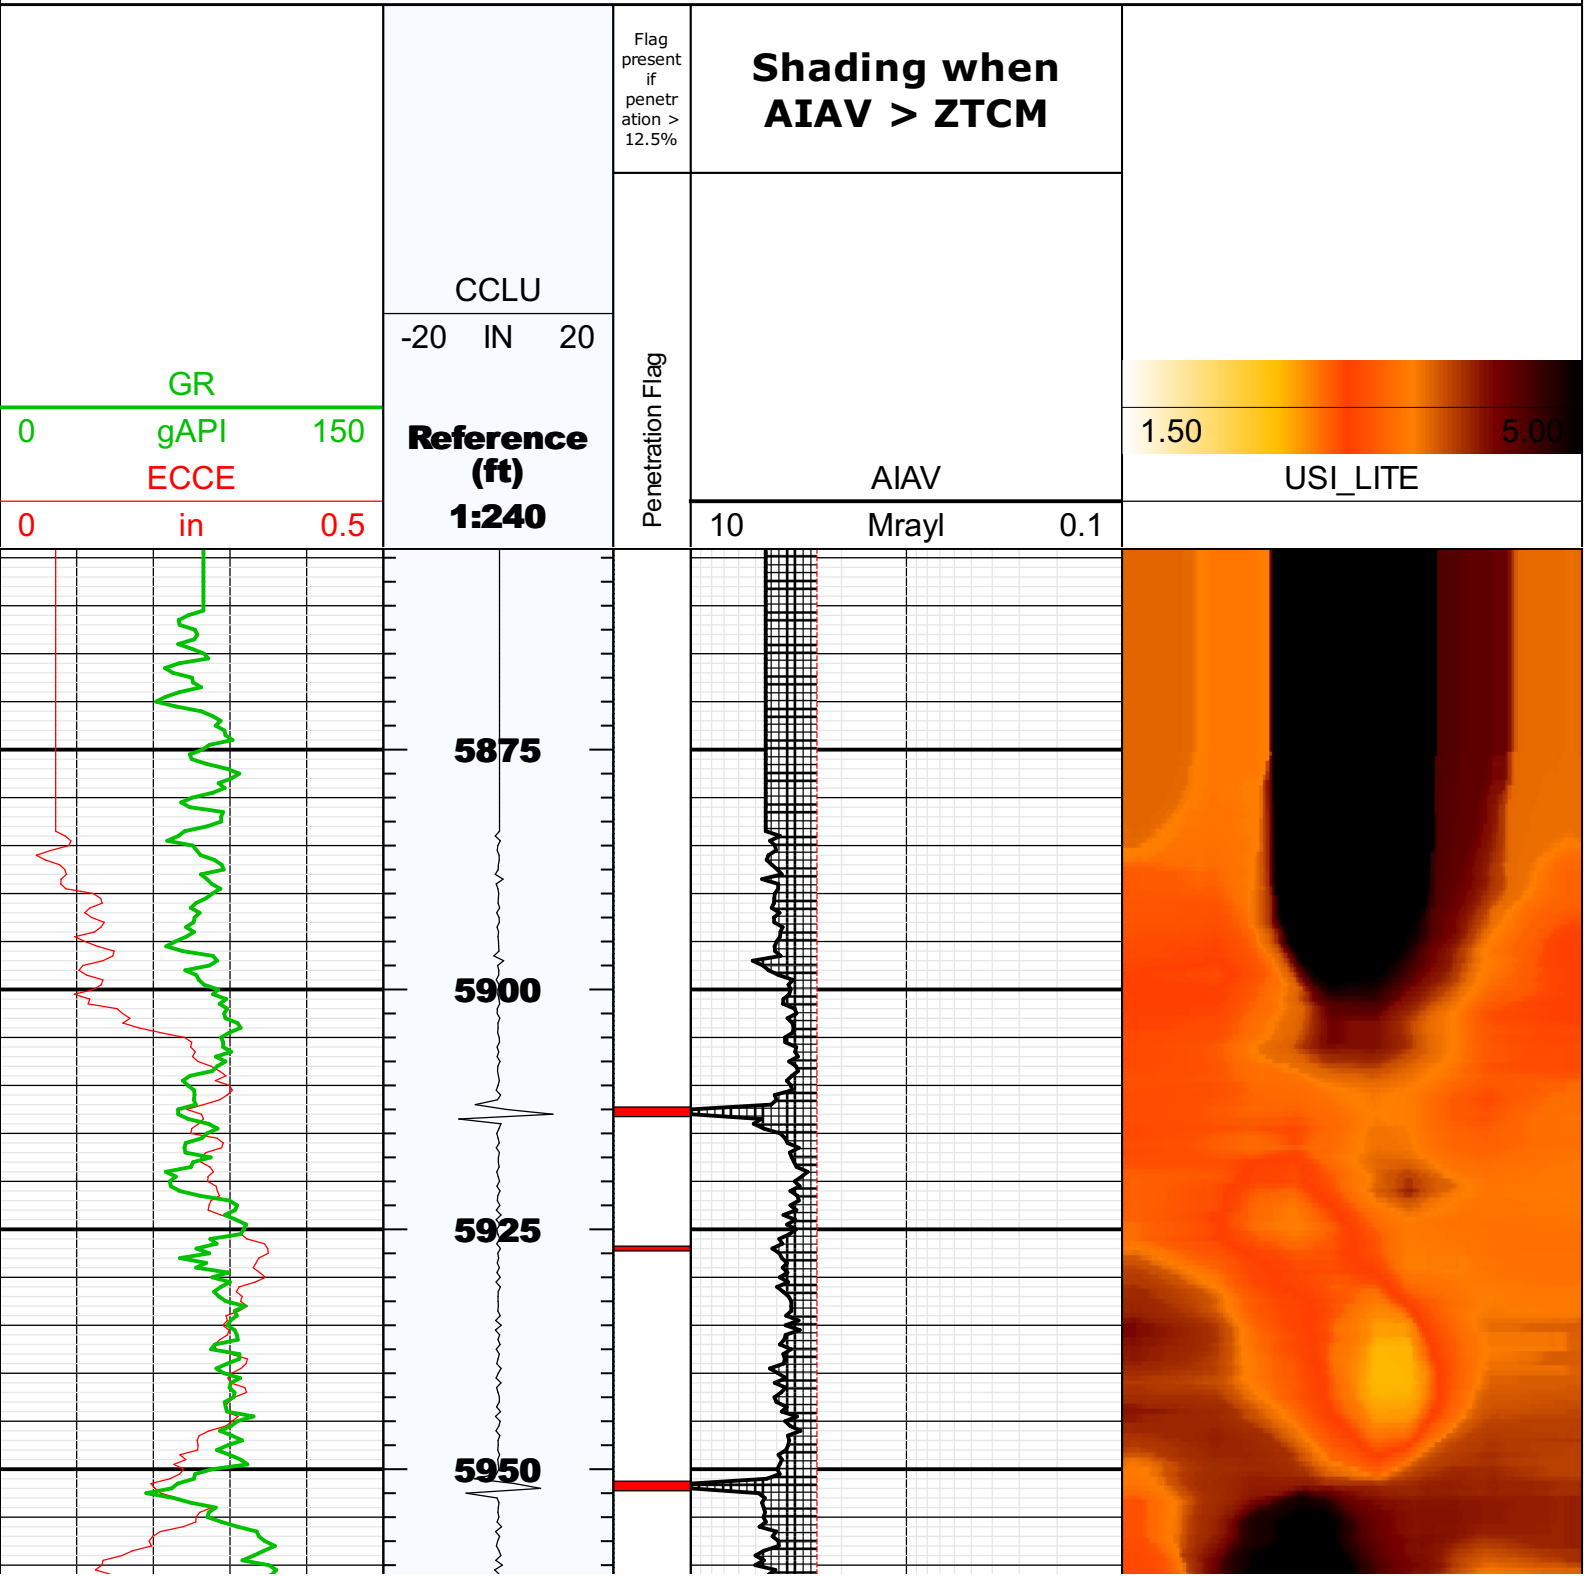 Flag
present
if
penetr
ation >
12.5%
Shading when
AIAV > ZTCM
CCLU
-20 IN 20
GR
0 gAPI 150
ECCE
0 in 0.5
Reference
(ft)
1:240
Penetration Flag
AIAV
10 Mrayl 0.1
1.50 5.00
USI_LITE
5875
5900
5925
5950